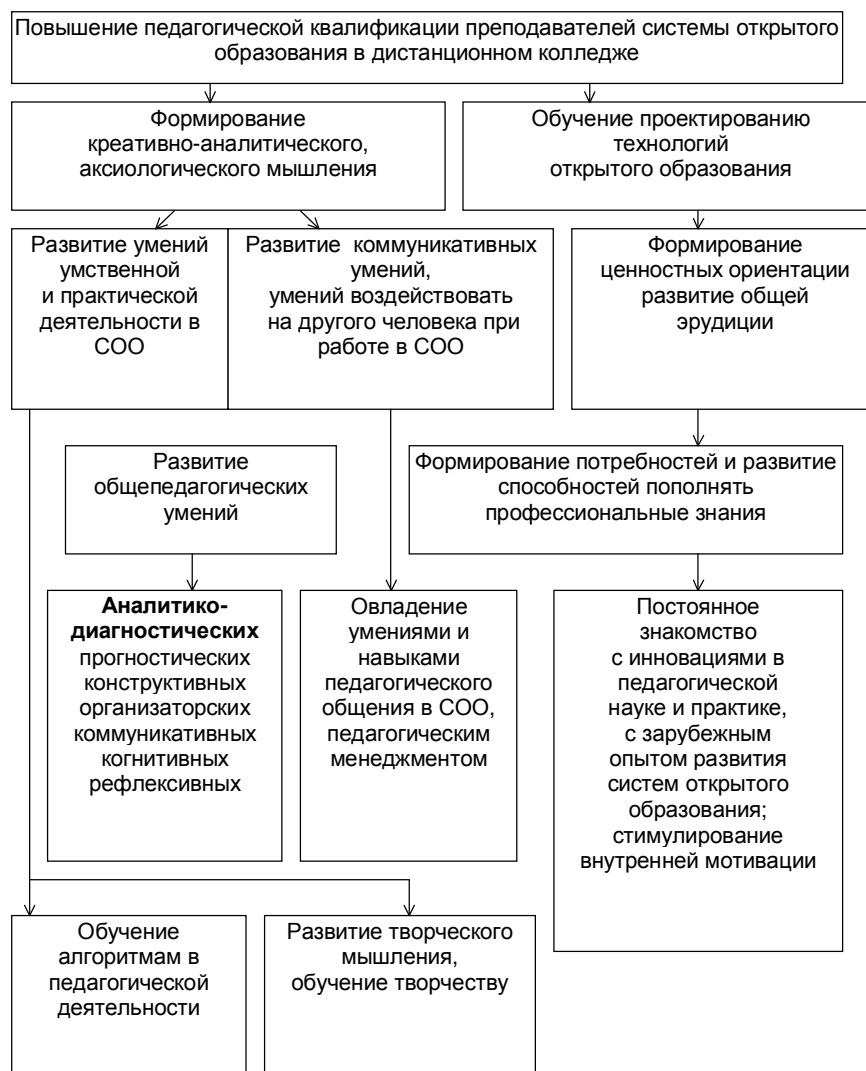 Повышение педагогической квалификации преподавателей системы открытого
образования в дистанционном колледже
Формирование
креативно-аналитического,
аксиологического мышления
Обучение проектированию
технологий
открытого образования
Развитие умений
умственной
и практической
деятельности в
СОО
Развитие коммуникативных
умений,
умений воздействовать
на другого человека при
работе в СОО
Формирование
ценностных ориентации
развитие общей
эрудиции
Развитие
общепедагогических
умений
Формирование потребностей и развитие
способностей пополнять
профессиональные знания
Аналитико-
диагностических
прогностических
конструктивных
организаторских
коммуникативных
когнитивных
рефлексивных
Овладение
умениями и
навыками
педагогического
общения в СОО,
педагогическим
менеджментом
Постоянное
знакомство
с инновациями в
педагогической
науке и практике,
с зарубежным
опытом развития
систем открытого
образования;
стимулирование
внутренней мотивации
Обучение
алгоритмам в
педагогической
деятельности
Развитие творческого
мышления,
обучение творчеству